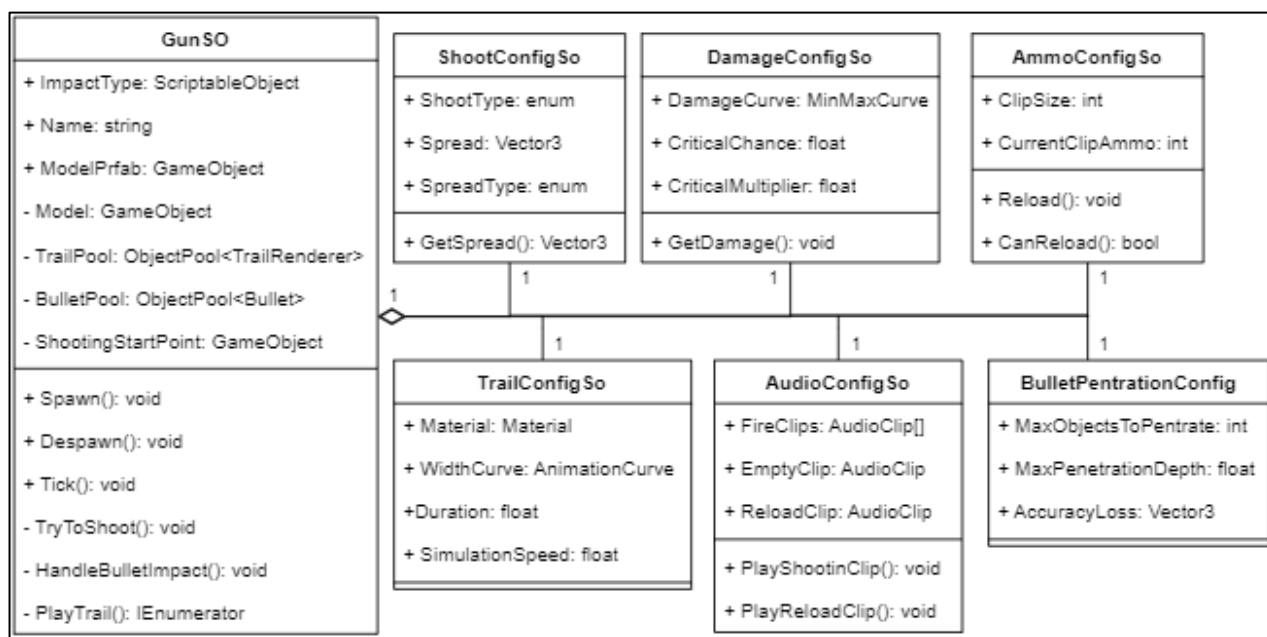 GunSO
+ ImpactType: ScriptableObject
+ Name: string
+ ModelPrfab: GameObject
- Model: GameObject
- TrailPool: ObjectPool<TrailRenderer>
- BulletPool: ObjectPool<Bullet>
- ShootingStartPoint: GameObject
+ Spawn(): void
+ Despawn(): void
+ Tick(): void
- TryToShoot(): void
- HandleBulletImpact(): void
- PlayTrail(): IEnumerator
1
ShootConfigSo
+ ShootType: enum
+ Spread: Vector3
+ SpreadType: enum
+ GetSpread(): Vector3
1
DamageConfigSo
+ DamageCurve: MinMaxCurve
+ CriticalChance: float
+ CriticalMultiplier: float
+ GetDamage(): void
1
AmmoConfigSo
+ ClipSize: int
+ CurrentClipAmmo: int
+ Reload(): void
+ CanReload(): bool
1
1
TrailConfigSo
+ Material: Material
+ WidthCurve: AnimationCurve
+Duration: float
+ SimulationSpeed: float
1
AudioConfigSo
+ FireClips: AudioClip[]
+ EmptyClip: AudioClip
+ ReloadClip: AudioClip
+ PlayShootinClip(): void
+ PlayReloadClip(): void
1
BulletPentrationConfig
+ MaxObjectsToPentrate: int
+ MaxPenetrationDepth: float
+ AccuracyLoss: Vector3